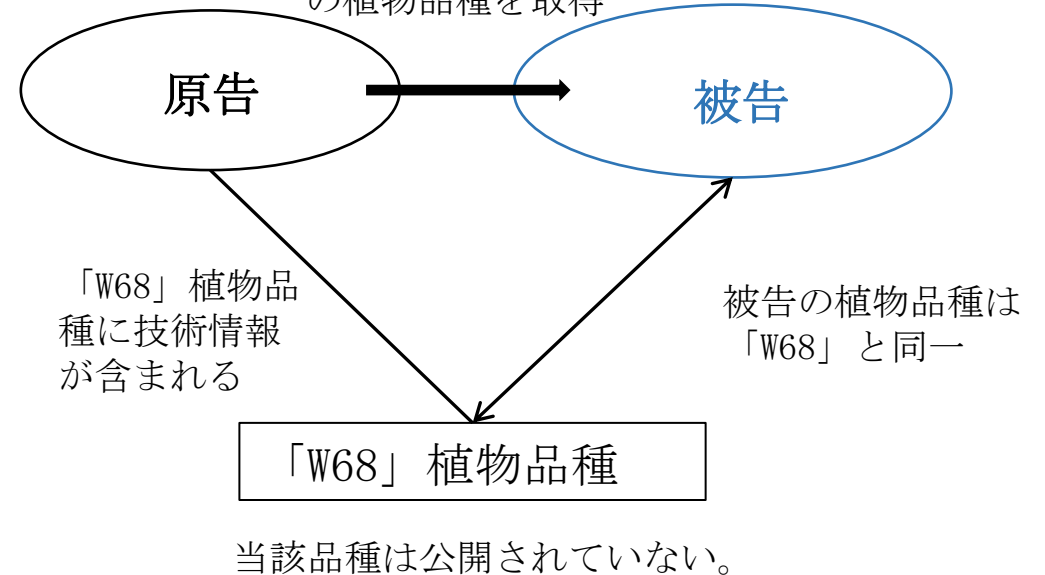 の植物品種を取得
原告
被告
「W68」植物品
種に技術情報
が含まれる
被告の植物品種は
「W68」と同一
「W68」植物品種
当該品種は公開されていない。